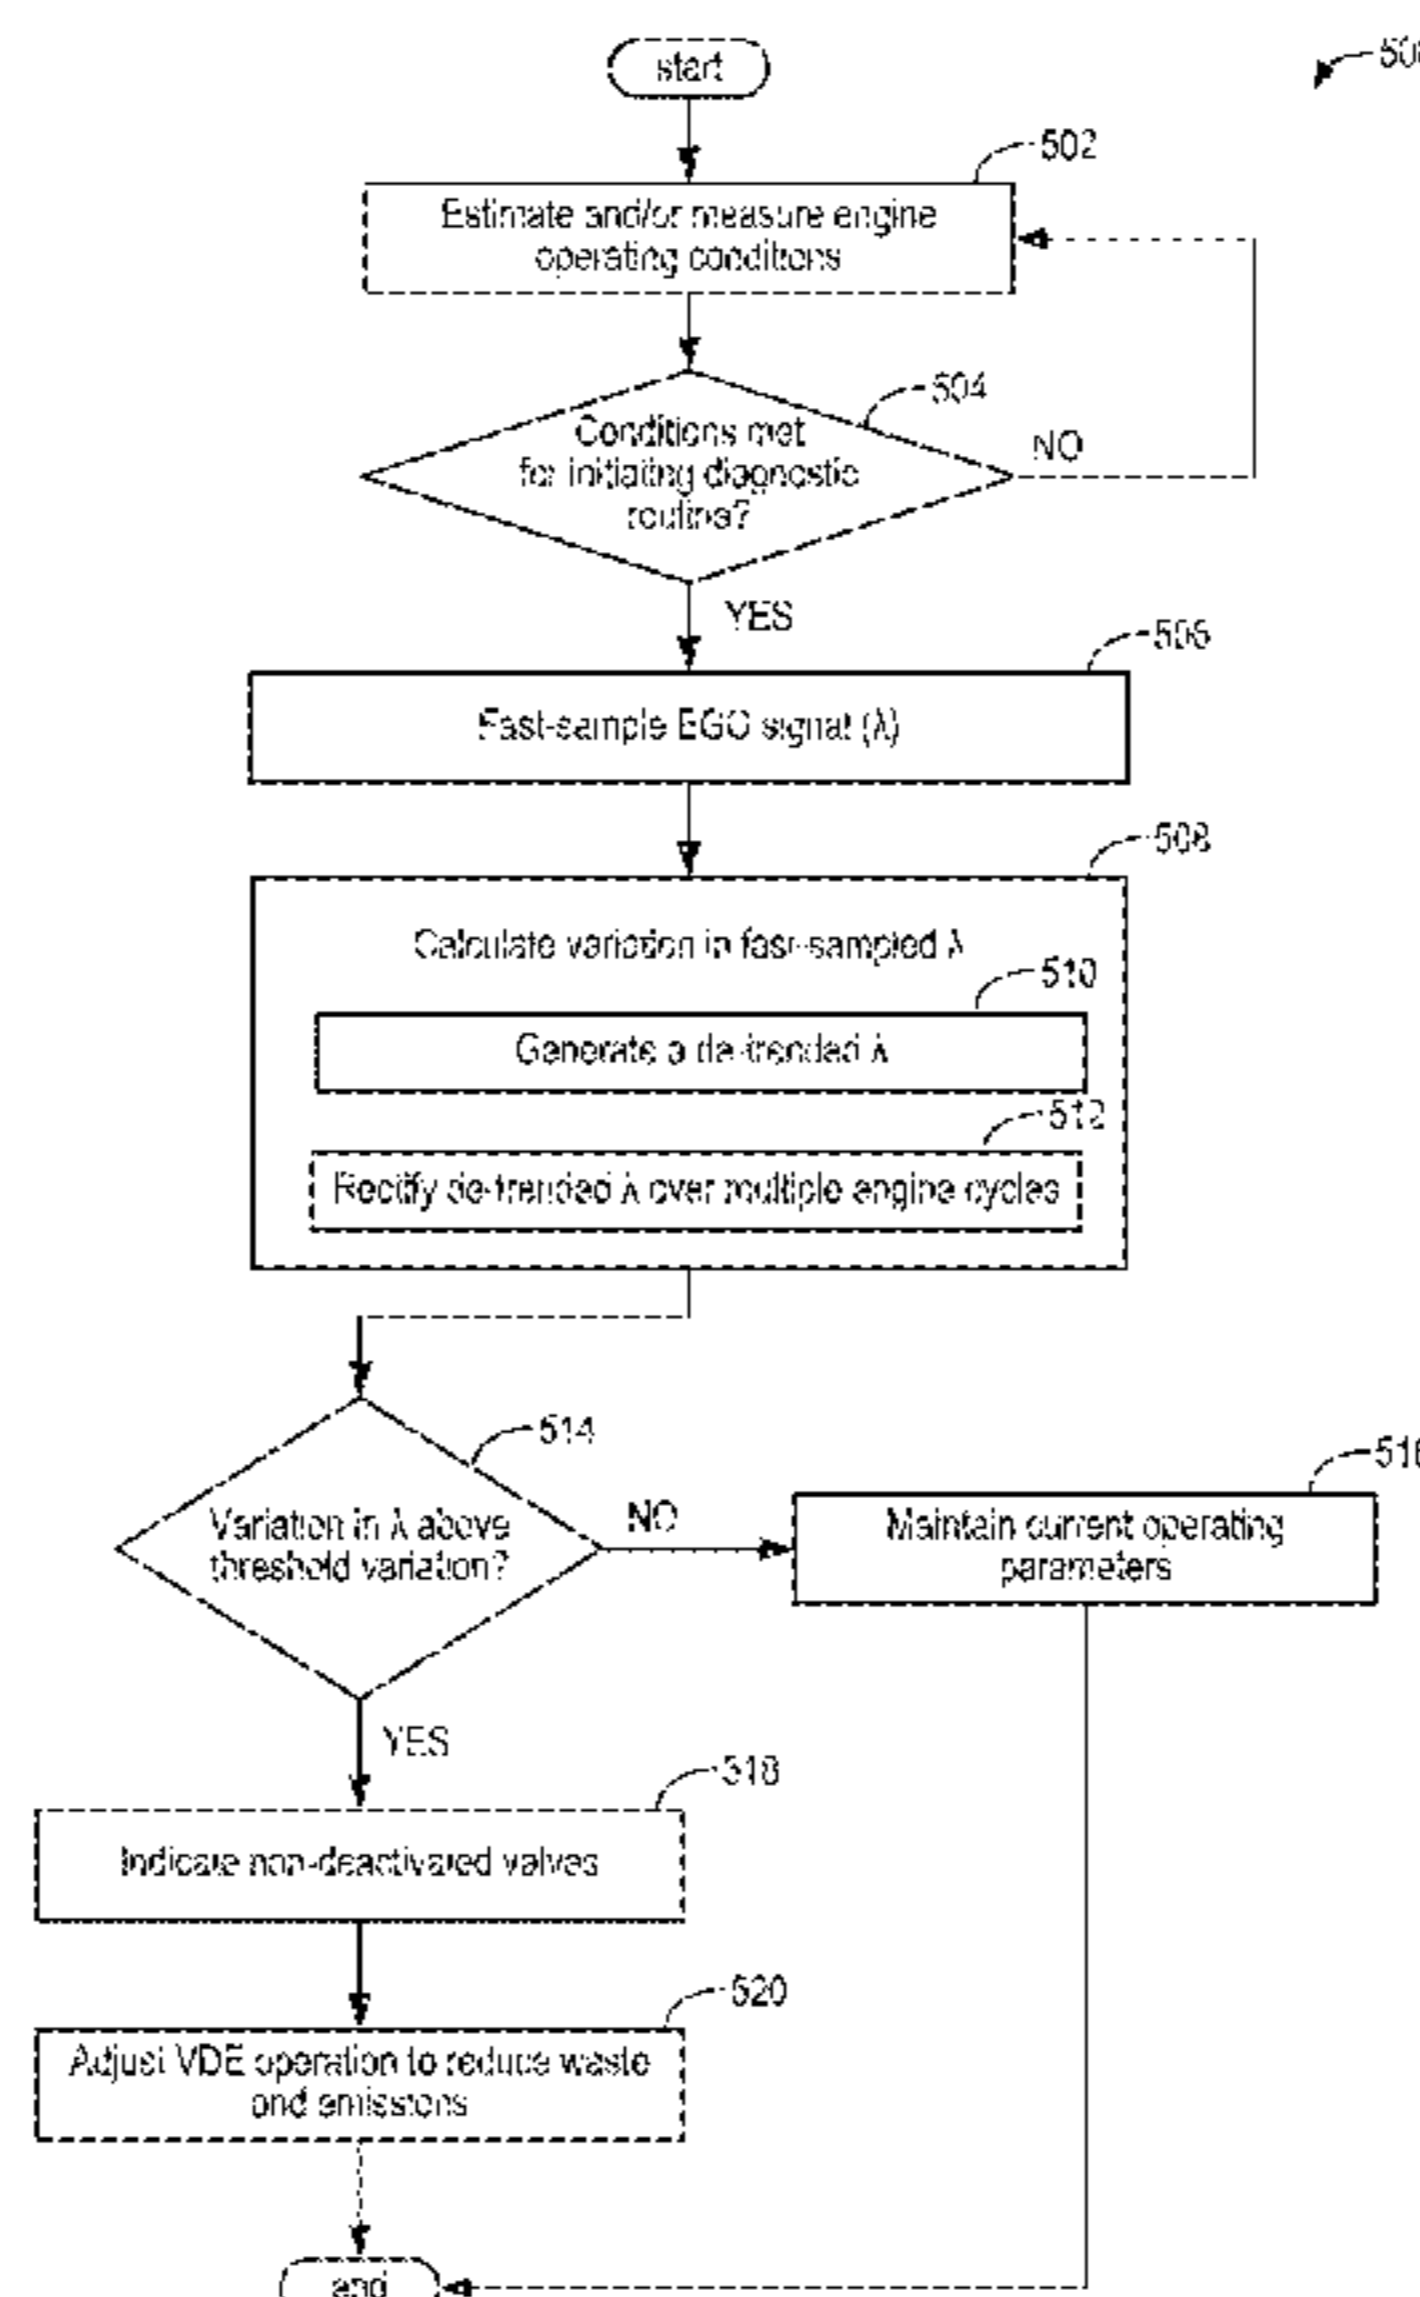 start
502
Estimate and/or measure engine
operating conditions
504
Conditions met
for initiating diagnostic
routine?
NO
YES
506
Fast-sample EGO signal (λ)
508
Calculate variation in fast-sampled λ
510
Generate a de-trended λ
512
Rectify de-trended λ over multiple engine cycles
514
Variation in λ above
threshold variation?
NO
516
Maintain current operating
parameters
YES
518
Indicate non-deactivated valves
520
Adjust VDE operation to reduce waste
and emissions
end